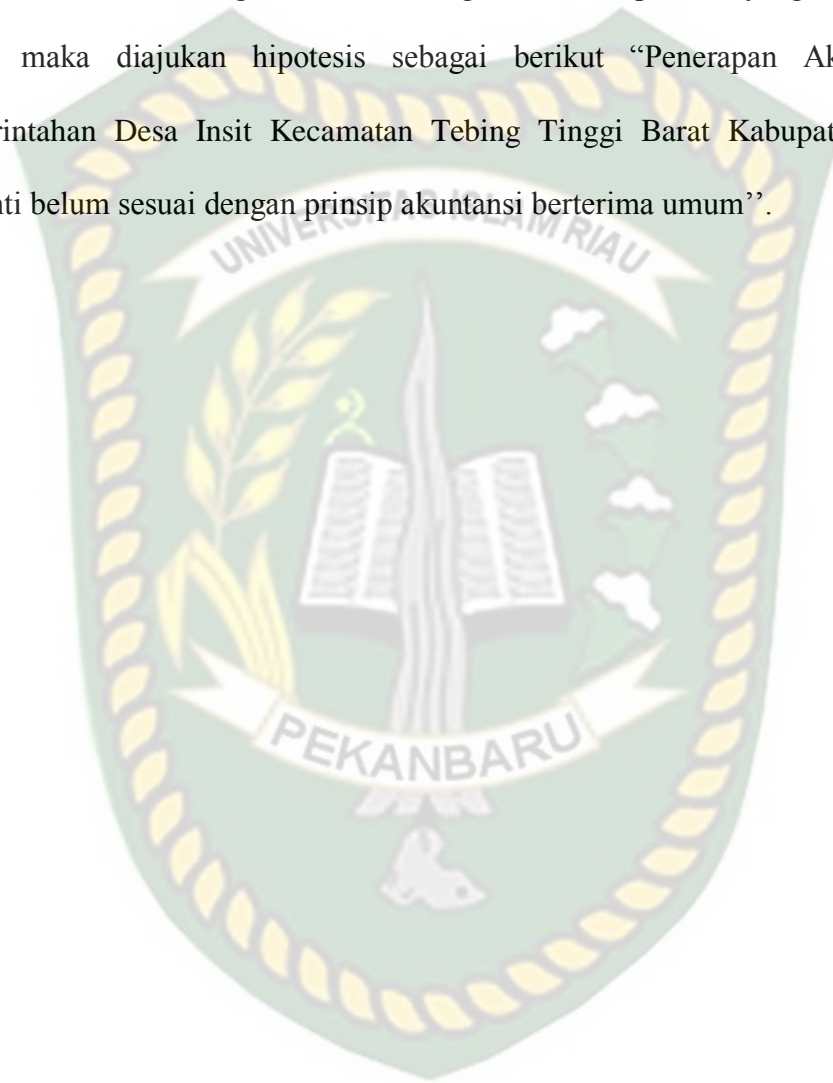 maka diajukan hipotesis sebagai berikut “Penerapan Ak
rintahan Desa Insit Kecamatan Tebing Tinggi Barat Kabupat
nti belum sesuai dengan prinsip akuntansi berterima umum’’.
UNIVERSITAS ISLAM RIAU
PEKANBARU